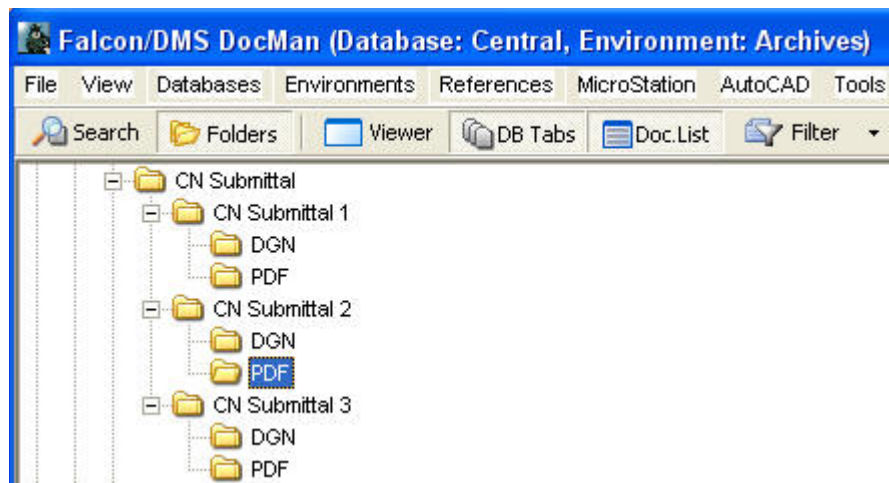 Falcon/DMS DocMan (Database: Central, Environment: Archives)
File View Databases Environments References MicroStation AutoCAD Tools
Search Folders Viewer DB Tabs Doc.List Filter
CN Submittal
CN Submittal 1
DGN
PDF
CN Submittal 2
DGN
PDF
CN Submittal 3
DGN
PDF